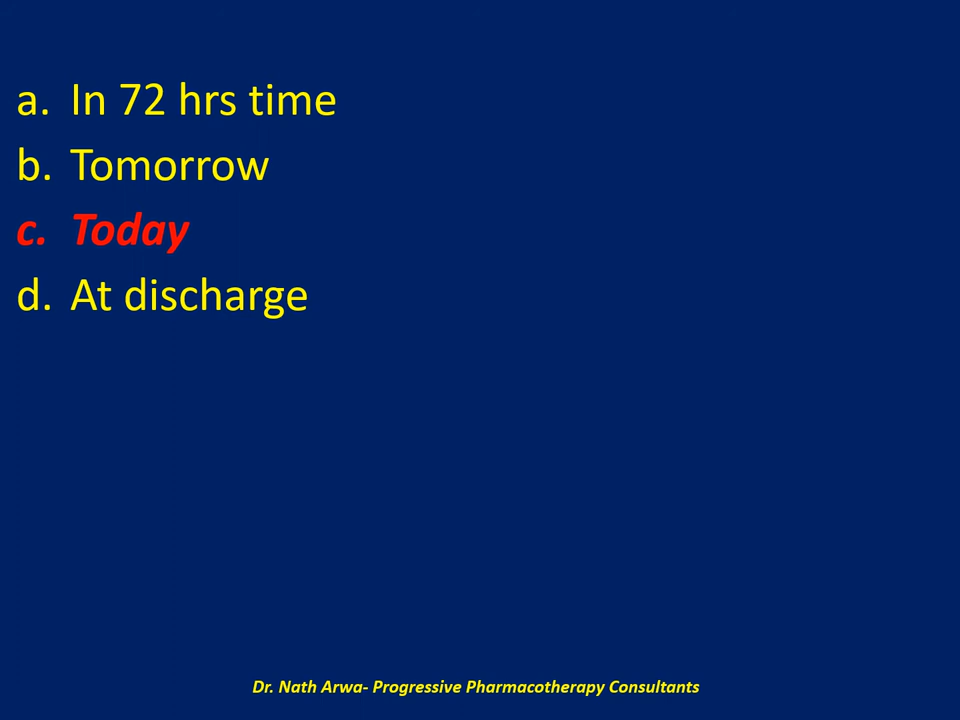 a. In 72 hrs time
b. Tomorrow
c. Today
d. At discharge
Dr. Nath Arwa- Progressive Pharmacotherapy Consultants